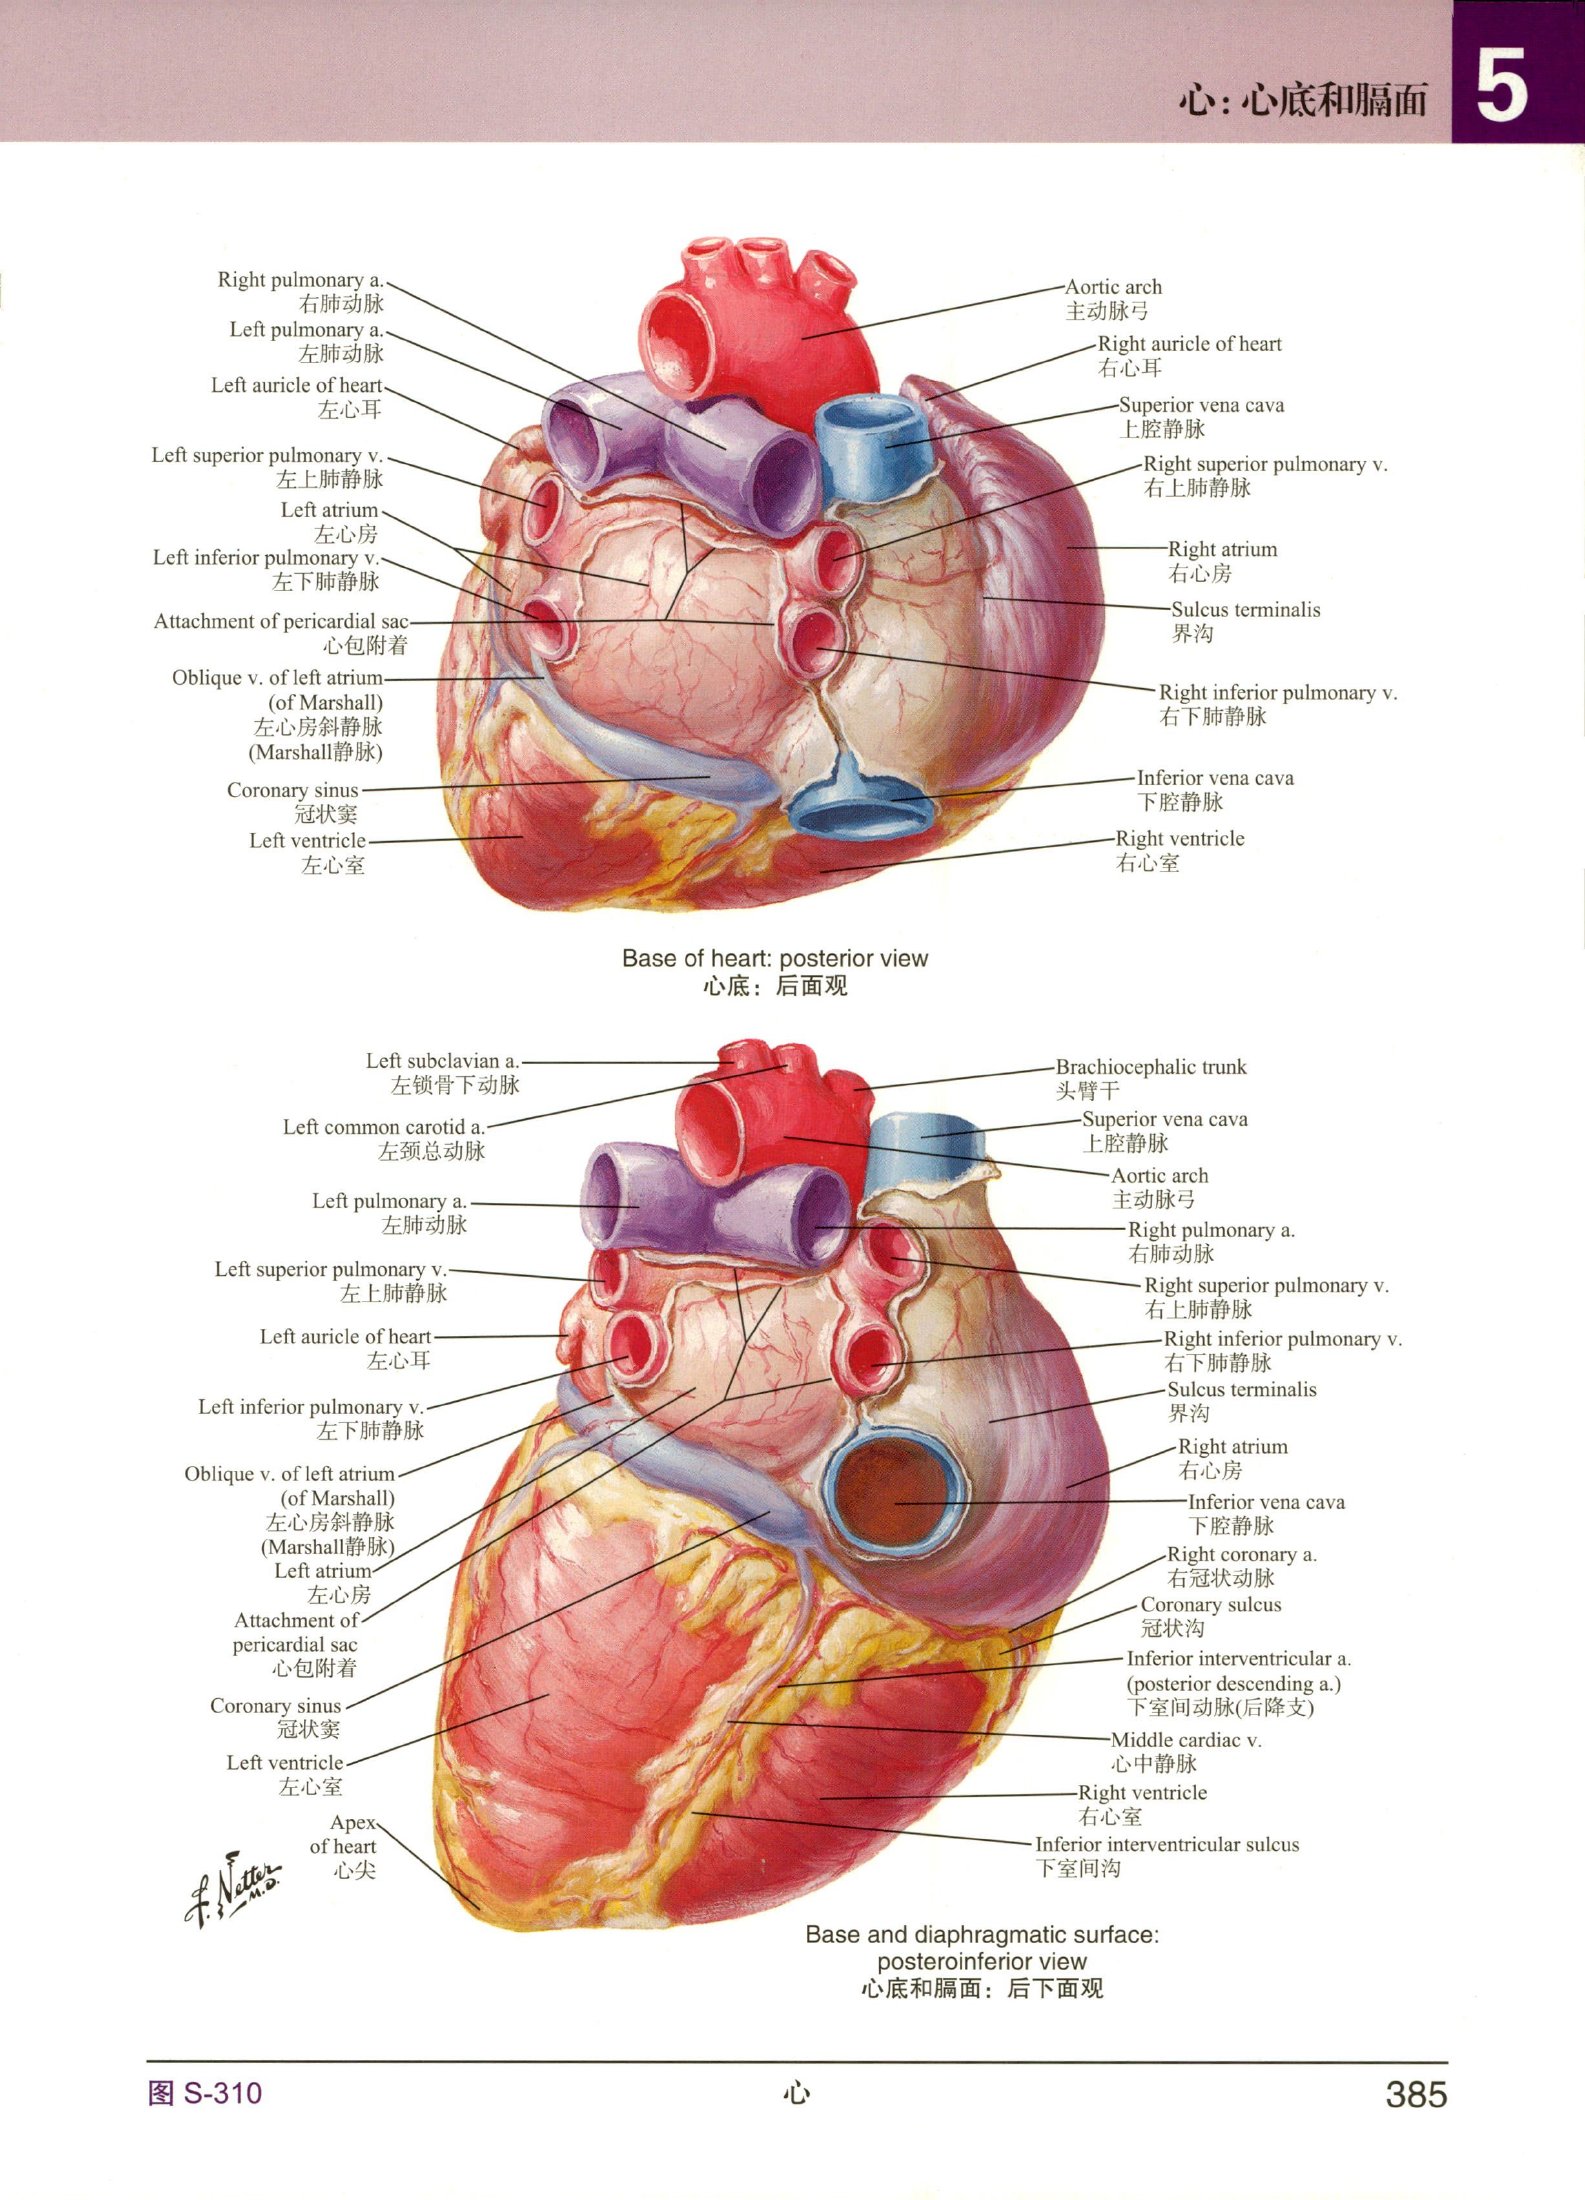 心：心底和膈面
5
Right pulmonary a.
右肺动脉
Left pulmonary a.
左肺动脉
Left auricle of heart
左心耳
Left superior pulmonary v.
左上肺静脉
Left atrium
左心房
Left inferior pulmonary v.
左下肺静脉
Attachment of pericardial sac
心包附着
Oblique v. of left atrium
(of Marshall)
左心房斜静脉
(Marshall静脉)
Coronary sinus
冠状窦
Left ventricle
左心室
Aortic arch
主动脉弓
Right auricle of heart
右心耳
Superior vena cava
上腔静脉
Right superior pulmonary v.
右上肺静脉
Right atrium
右心房
Sulcus terminalis
界沟
Right inferior pulmonary v.
右下肺静脉
Inferior vena cava
下腔静脉
Right ventricle
右心室
Base of heart: posterior view
心底：后面观
Left subclavian a.
左锁骨下动脉
Left common carotid a.
左颈总动脉
Left pulmonary a.
左肺动脉
Left superior pulmonary v.
左上肺静脉
Left auricle of heart
左心耳
Left inferior pulmonary v.
左下肺静脉
Oblique v. of left atrium
(of Marshall)
左心房斜静脉
(Marshall静脉)
Left atrium
左心房
Attachment of
pericardial sac
心包附着
Coronary sinus
冠状窦
Left ventricle
左心室
Apex
of heart
心尖
Brachiocephalic trunk
头臂干
Superior vena cava
上腔静脉
Aortic arch
主动脉弓
Right pulmonary a.
右肺动脉
Right superior pulmonary v.
右上肺静脉
Right inferior pulmonary v.
右下肺静脉
Sulcus terminalis
界沟
Right atrium
右心房
Inferior vena cava
下腔静脉
Right coronary a.
右冠状动脉
Coronary sulcus
冠状沟
Inferior interventricular a.
(posterior descending a.)
下室间动脉(后降支)
Middle cardiac v.
心中静脉
Right ventricle
右心室
Inferior interventricular sulcus
下室间沟
F. Netter
M.D.
Base and diaphragmatic surface:
posteroinferior view
心底和膈面：后下面观
图 S-310
心
385